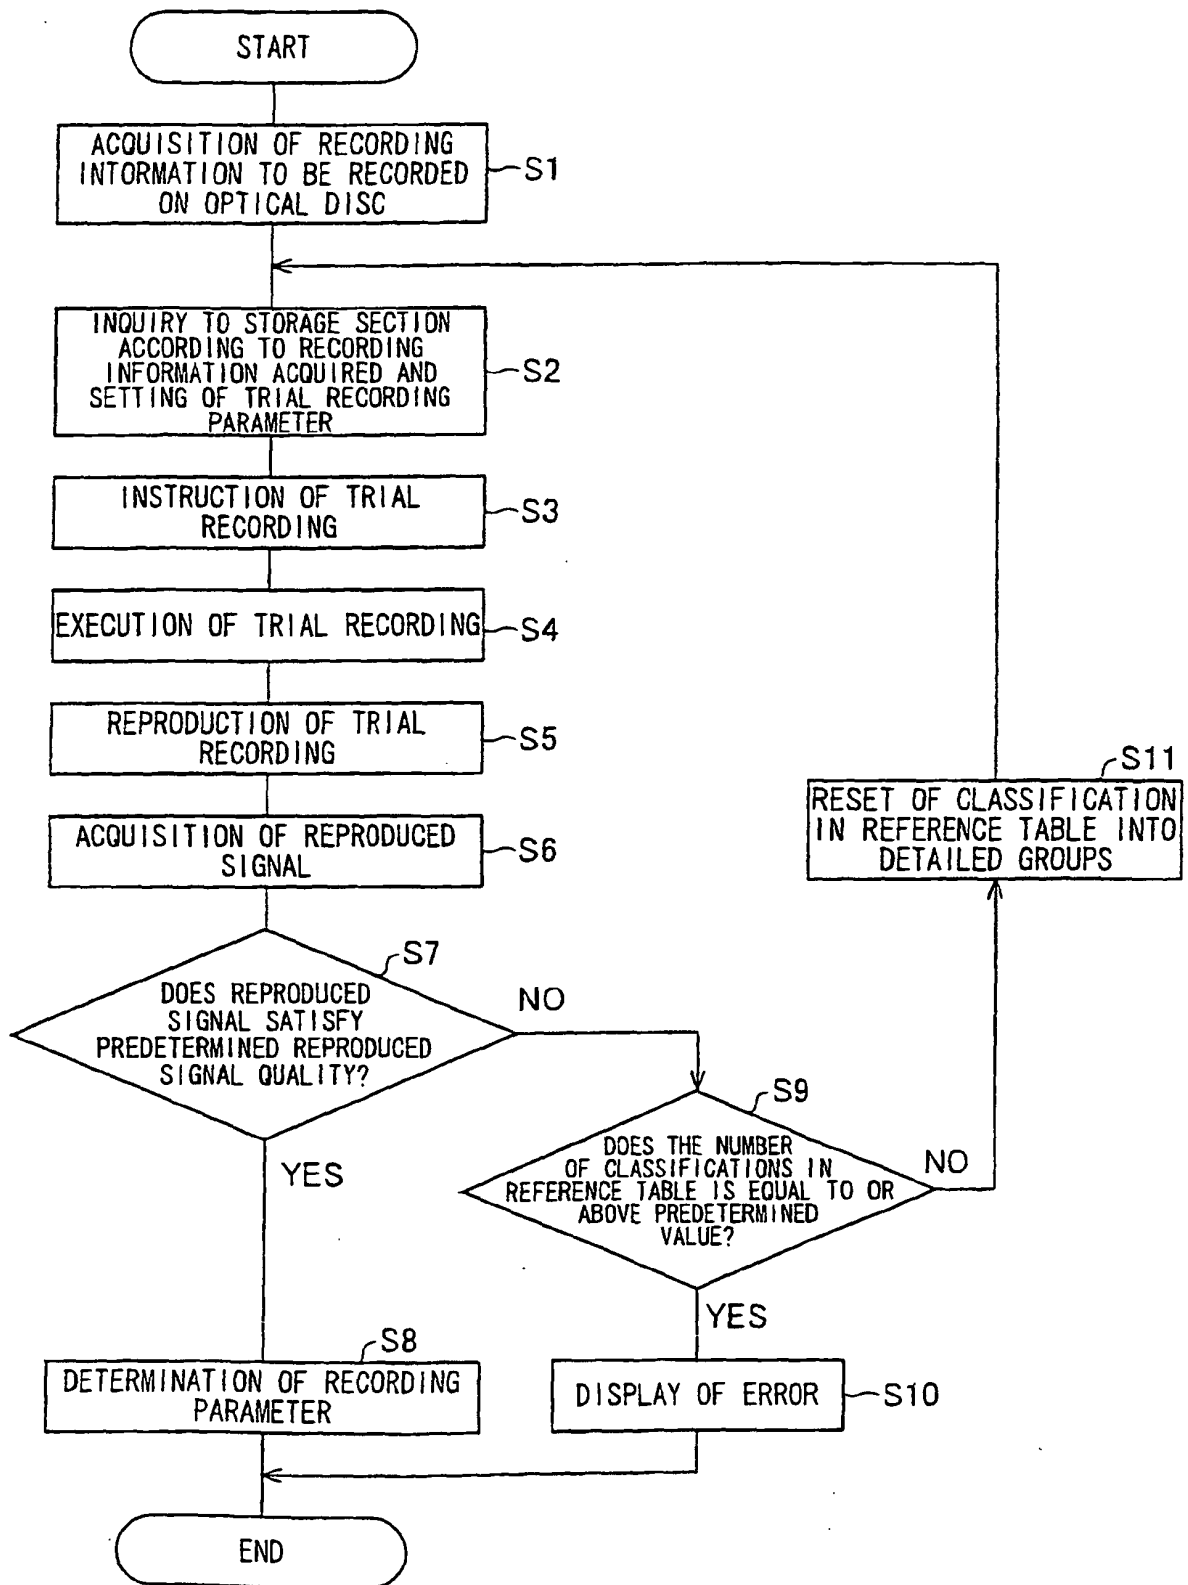 START
ACQUISITION OF RECORDING
INTORMATION TO BE RECORDED
ON OPTICAL DISC
S1
INQUIRY TO STORAGE SECTION
ACCORDING TO RECORDING
INFORMATION ACQUIRED AND
SETTING OF TRIAL RECORDING
PARAMETER
S2
INSTRUCTION OF TRIAL
RECORDING
S3
EXECUTION OF TRIAL RECORDING
S4
REPRODUCTION OF TRIAL
RECORDING
S5
ACQUISITION OF REPRODUCED
SIGNAL
S6
S7
DOES REPRODUCED
SIGNAL SATISFY
PREDETERMINED REPRODUCED
SIGNAL QUALITY?
NO
YES
S8
DETERMINATION OF RECORDING
PARAMETER
S9
DOES THE NUMBER
OF CLASSIFICATIONS IN
REFERENCE TABLE IS EQUAL TO OR
ABOVE PREDETERMINED
VALUE?
NO
YES
DISPLAY OF ERROR
S10
S11
RESET OF CLASSIFICATION
IN REFERENCE TABLE INTO
DETAILED GROUPS
END